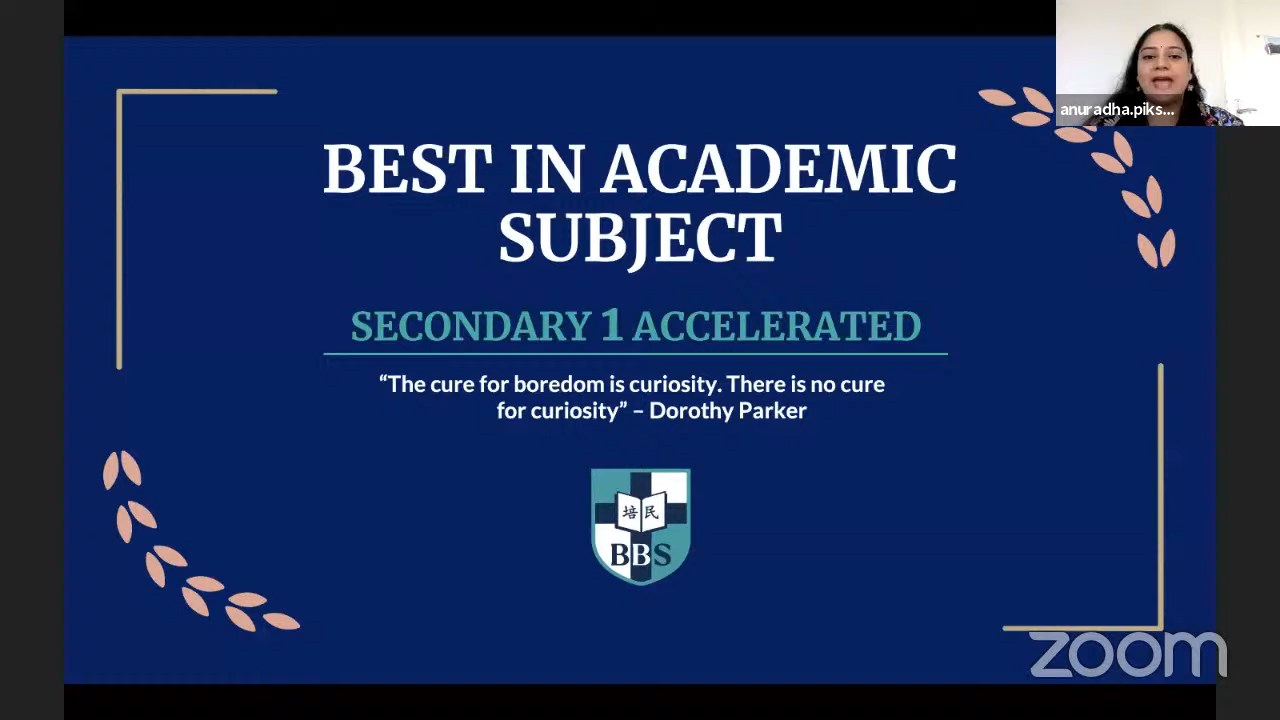 anuradha.piks...
BEST IN ACADEMIC
SUBJECT
SECONDARY 1 ACCELERATED
“The cure for boredom is curiosity. There is no cure
for curiosity” – Dorothy Parker
培民
BBS
zoom